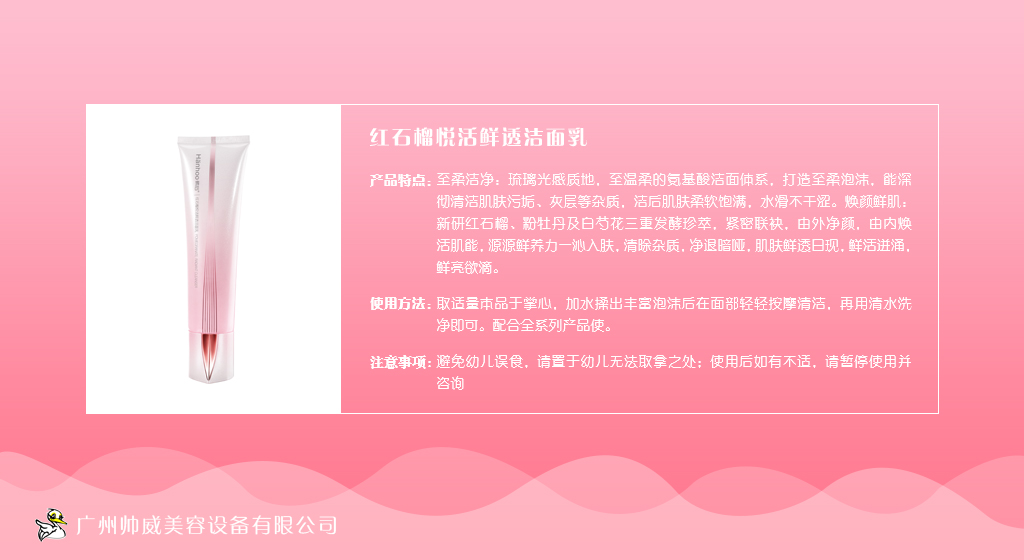 红石榴悦活鲜透洁面乳
产品特点：至柔洁净：琉璃光感质地，至温柔的氨基酸洁面体系，打造至柔泡沫，能深
彻清洁肌肤污垢、灰层等杂质，洁后肌肤柔软饱满，水滑不干涩。焕颜鲜肌：
新研红石榴、粉牡丹及白芍花三重发酵珍萃，紧密联袂，由外净颜，由内焕
活肌能，源源鲜养力一沁入肤，清除杂质，净退暗哑，肌肤鲜透日现，鲜活迸涌，
鲜亮欲滴。
使用方法：取适量本品于掌心，加水揉出丰富泡沫后在面部轻轻按摩清洁，再用清水洗
净即可。配合全系列产品使。
注意事项：避免幼儿误食，请置于幼儿无法取拿之处；使用后如有不适，请暂停使用并
咨询
广州帅威美容设备有限公司